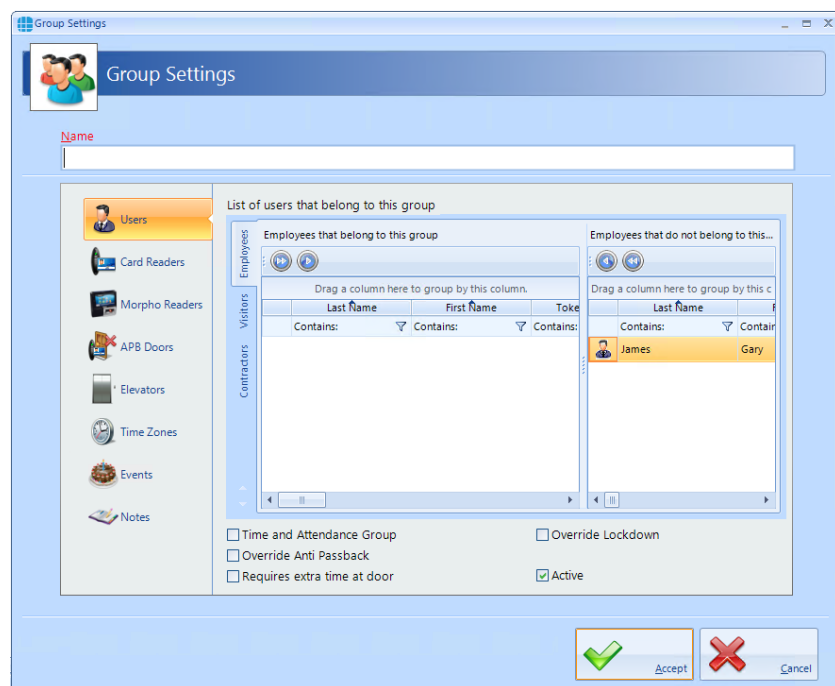 Group Settings
Group Settings
Name
Users
Card Readers
Morpho Readers
APB Doors
Elevators
Time Zones
Events
Notes
List of users that belong to this group
Employees
Visitors
Contractors
Employees that belong to this group
Drag a column here to group by this column.
Last Name First Name Toke
Contains: Contains: Contains:
Employees that do not belong to this...
Drag a column here to group by this c
Last Name F
Contains: Contain
James Gary
Time and Attendance Group
Override Lockdown
Override Anti Passback
Requires extra time at door
Active
Accept
Cancel